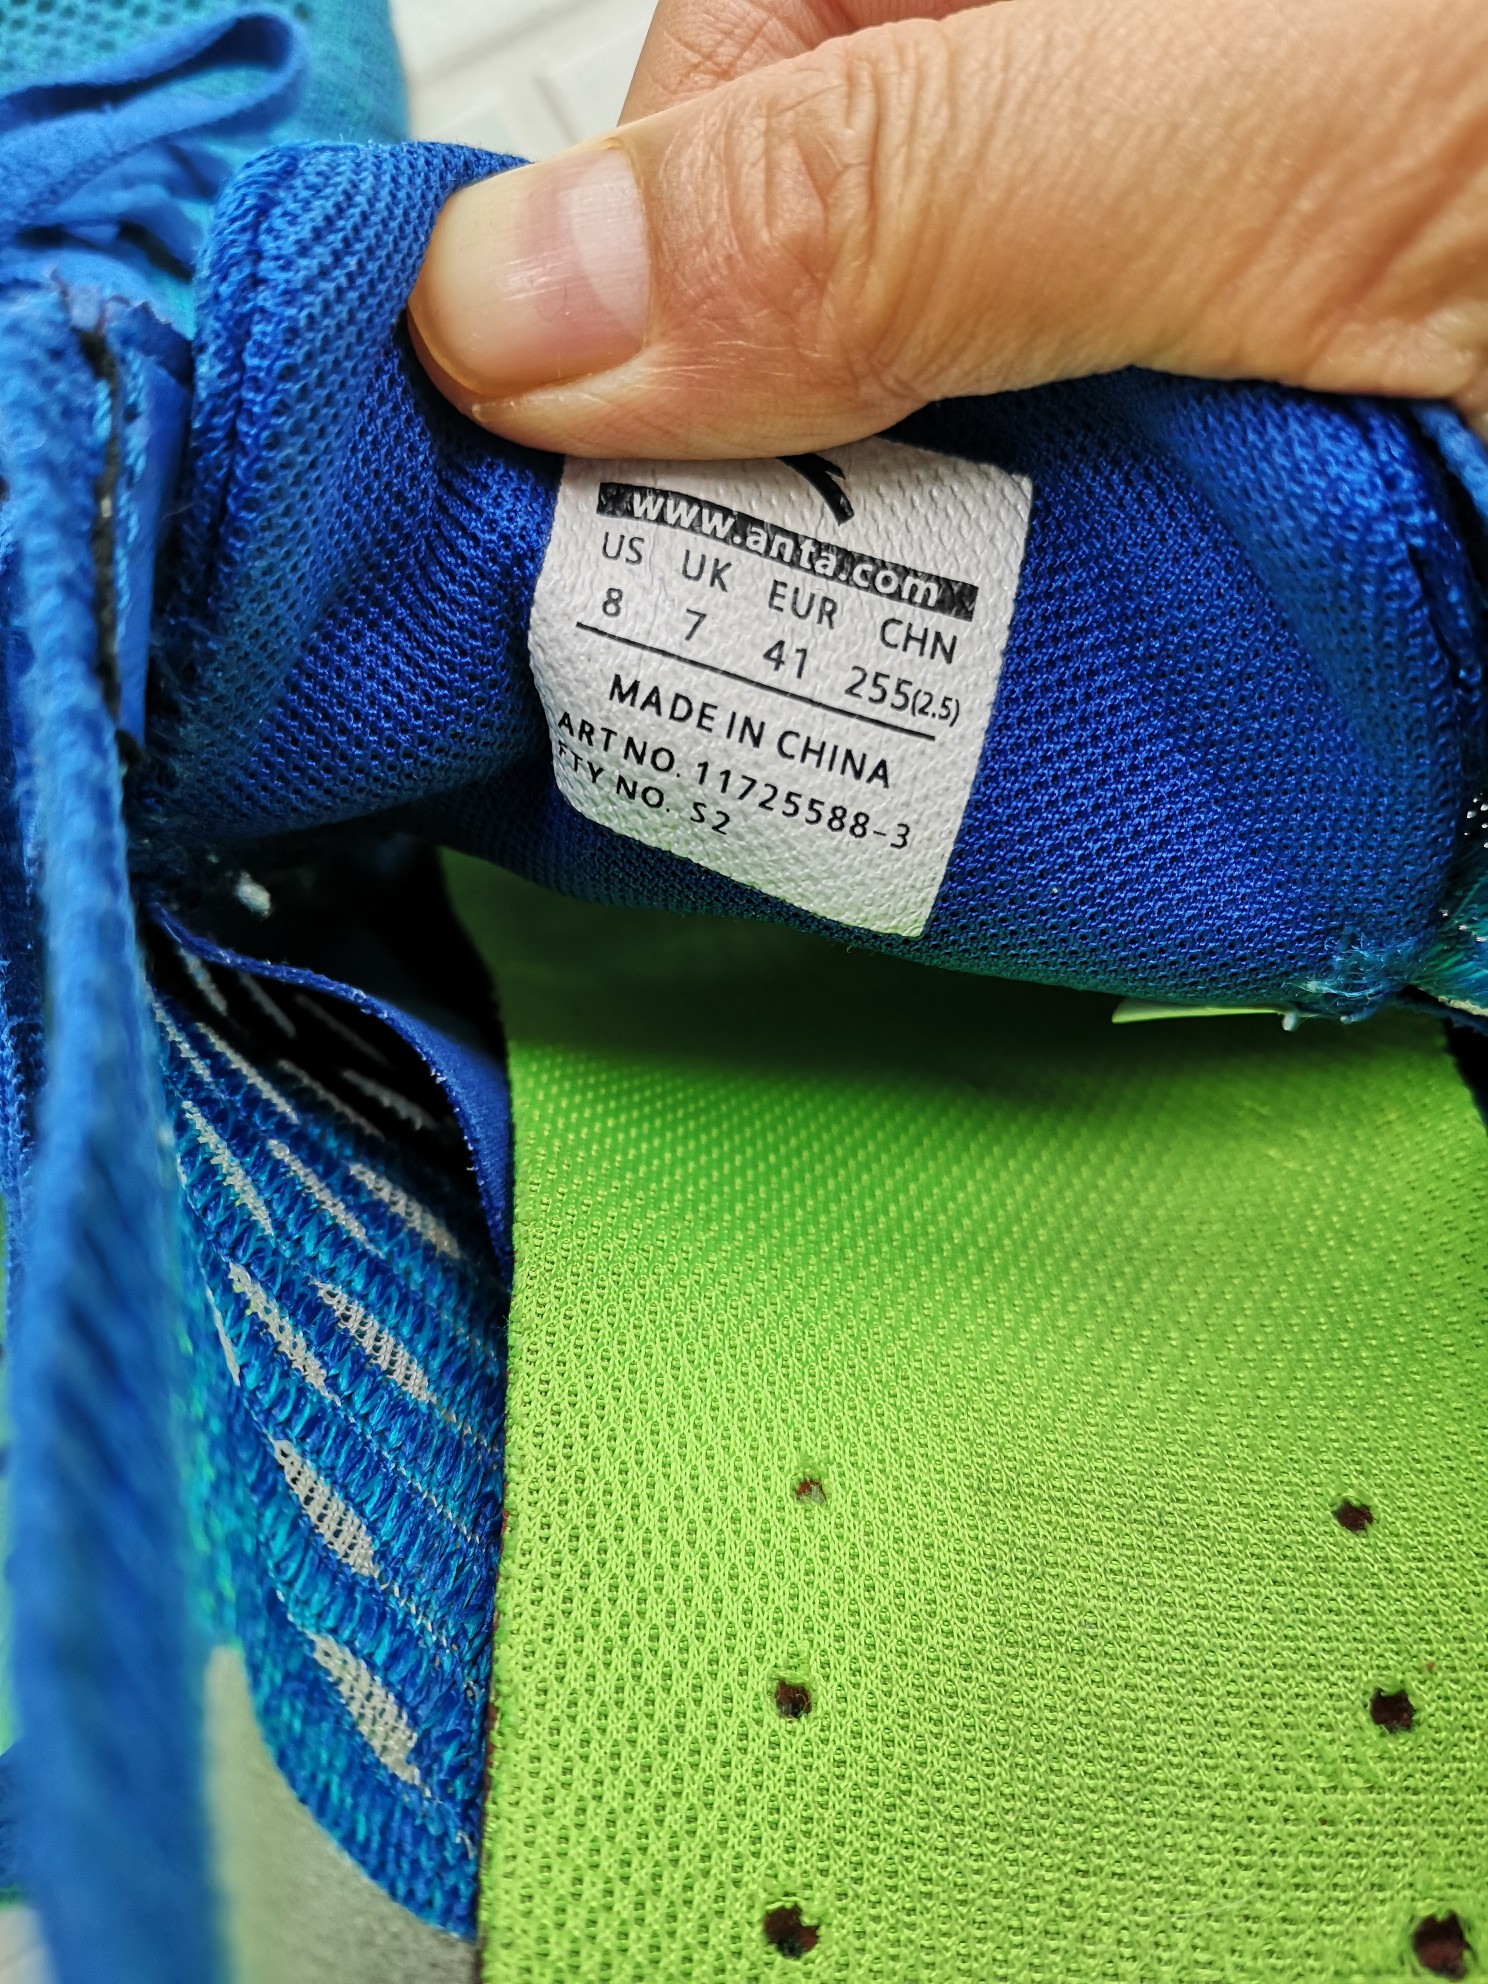 www.anta.com
US UK EUR CHN
8 7 41 255(2.5)
MADE IN CHINA
ART NO. 11725588-3
FTY NO. S2